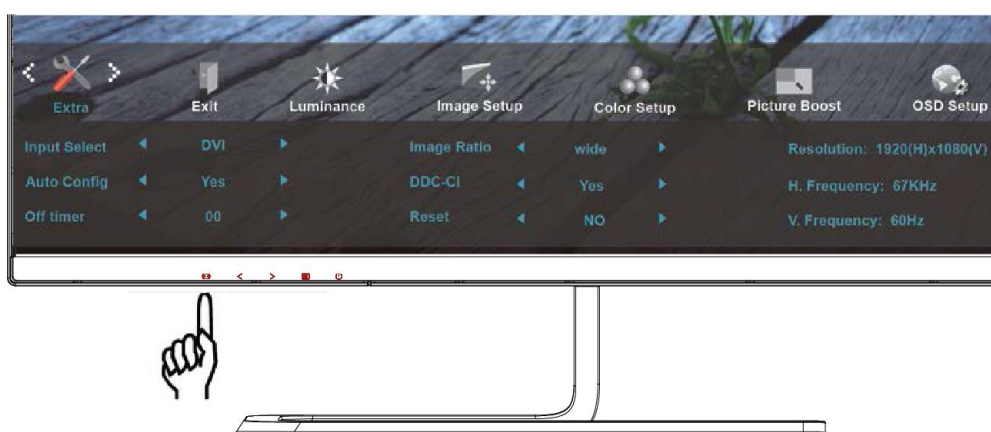 Extra Exit Luminance Image Setup Color Setup Picture Boost OSD Setup
Input Select DVI Image Ratio wide Resolution: 1920(H)x1080(V)
Auto Config Yes DDC-CI Yes H. Frequency: 67KHz
Off timer 00 Reset NO V. Frequency: 60Hz